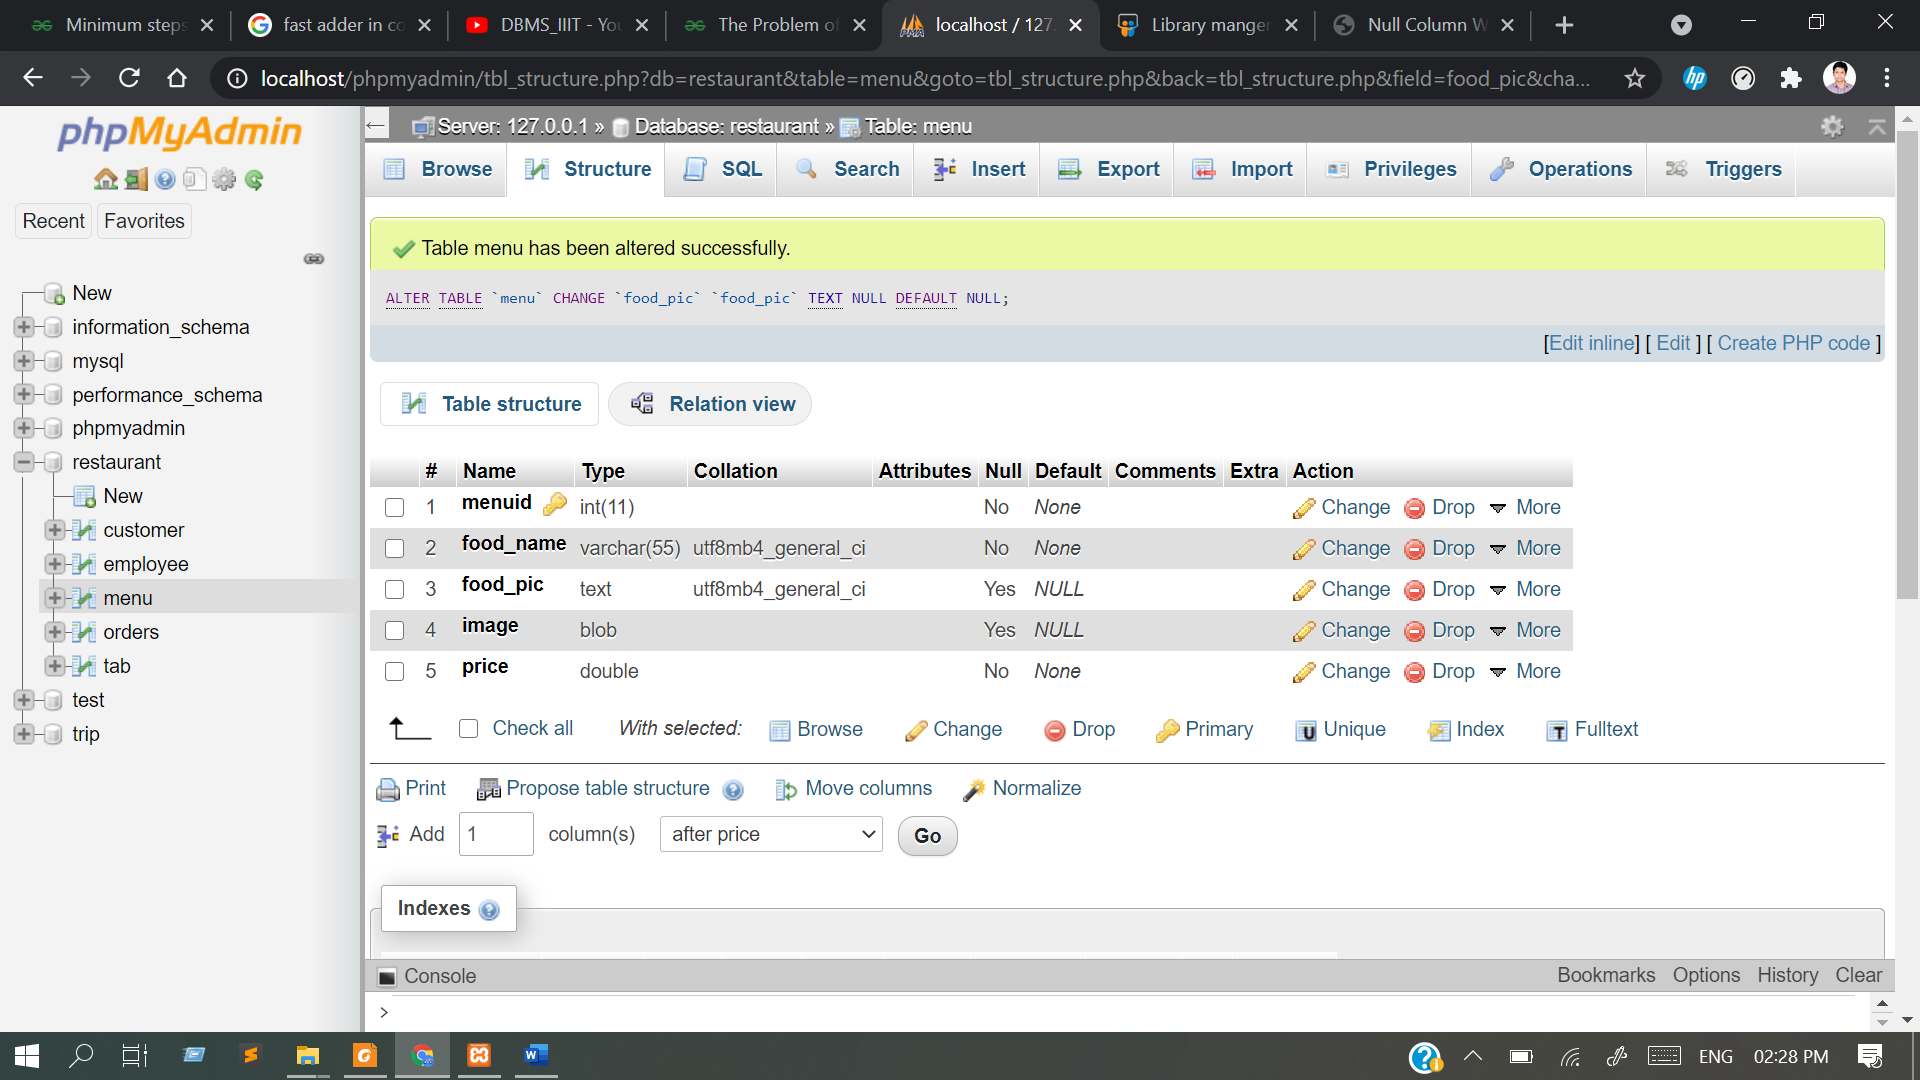 Minimum steps
fast adder in co
DBMS_IIIT - You
The Problem of
localhost / 127.
Library manger
Null Column W
localhost/phpmyadmin/tbl_structure.php?db=restaurant&table=menu&goto=tbl_structure.php&back=tbl_structure.php&field=food_pic&cha...
phpMyAdmin
Recent Favorites
New
information_schema
mysql
performance_schema
phpmyadmin
restaurant
New
customer
employee
menu
orders
tab
test
trip
Server: 127.0.0.1 » Database: restaurant » Table: menu
Browse Structure SQL Search Insert Export Import Privileges Operations Triggers
Table menu has been altered successfully.
ALTER TABLE `menu` CHANGE `food_pic` `food_pic` TEXT NULL DEFAULT NULL;
[Edit inline] [ Edit ] [ Create PHP code ]
Table structure Relation view
# Name Type Collation Attributes Null Default Comments Extra Action
1 menuid int(11) No None Change Drop More
2 food_name varchar(55) utf8mb4_general_ci No None Change Drop More
3 food_pic text utf8mb4_general_ci Yes NULL Change Drop More
4 image blob Yes NULL Change Drop More
5 price double No None Change Drop More
Check all With selected: Browse Change Drop Primary Unique Index Fulltext
Print Propose table structure Move columns Normalize
Add 1 column(s) after price Go
Indexes
Console Bookmarks Options History Clear
>
ENG 02:28 PM